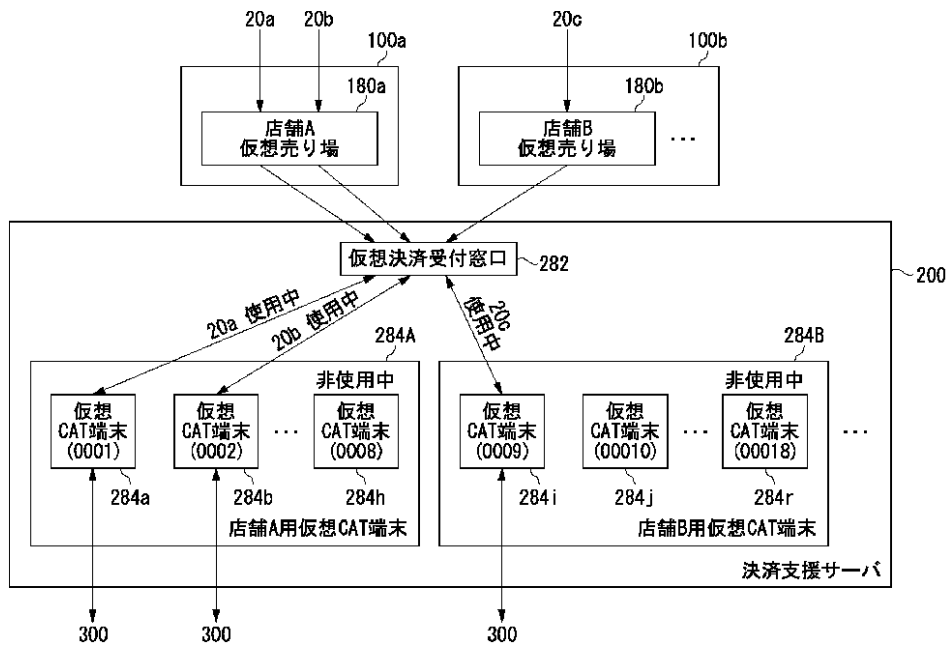 20a
20b
20c
100a
100b
180a
180b
店舗A
仮想売り場
店舗B
仮想売り場
...
仮想決済受付窓口
282
200
20a 使用中
20b 使用中
20c
使用中
284A
284B
非使用中
非使用中
仮想
CAT端末
(0001)
仮想
CAT端末
(0002)
...
仮想
CAT端末
(0008)
仮想
CAT端末
(0009)
仮想
CAT端末
(00010)
...
仮想
CAT端末
(00018)
...
284a
284b
284h
284i
284j
284r
店舗A用仮想CAT端末
店舗B用仮想CAT端末
決済支援サーバ
300
300
300